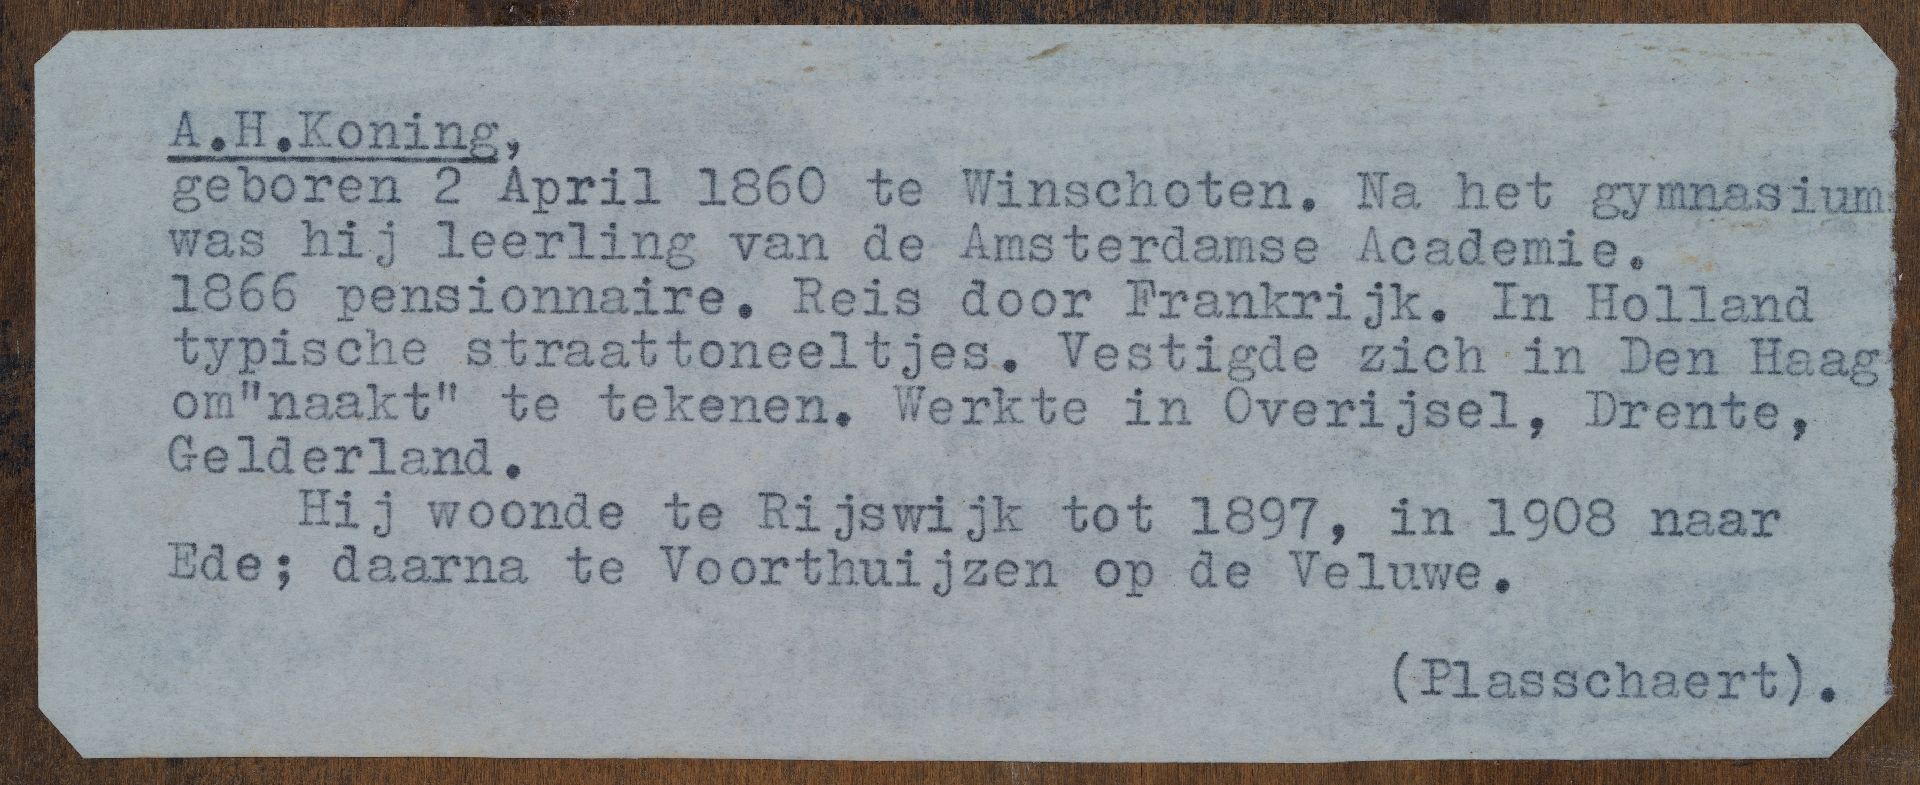 A.H.Koning,
geboren 2 April 1860 te Winschoten. Na het gymnasium
was hij leerling van de Amsterdamse Academie.
1866 pensionnaire. Reis door Frankrijk. In Holland
typische straattoneeltjes. Vestigde zich in Den Haag
om"naakt" te tekenen. Werkte in Overijsel, Drente,
Gelderland.
Hij woonde te Rijswijk tot 1897, in 1908 naar
Ede; daarna te Voorthuijzen op de Veluwe.
(Plasschaert).